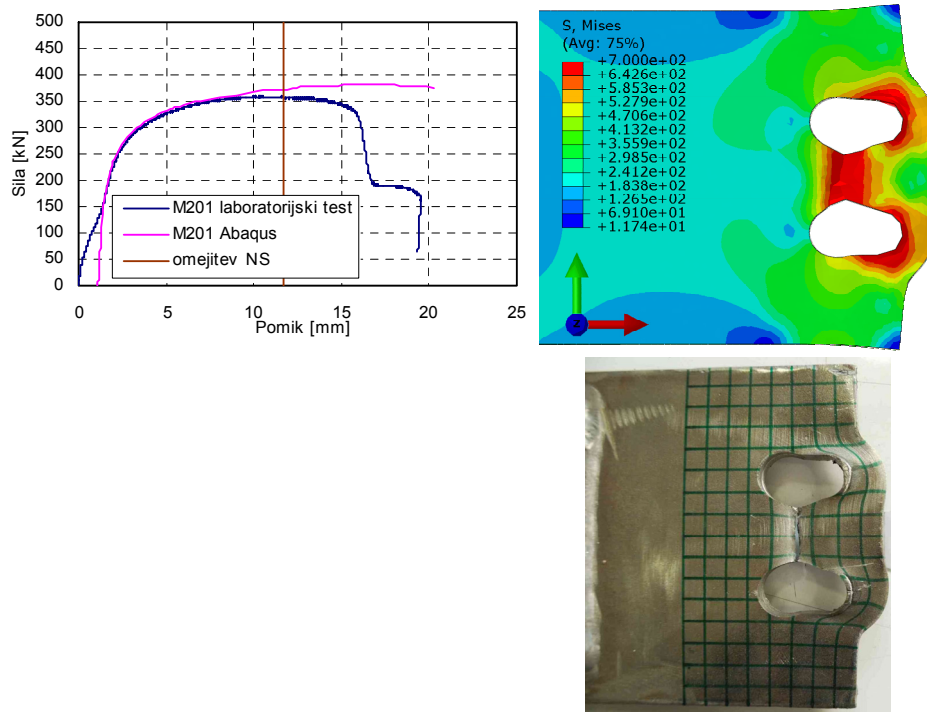 500
450
400
350
300
250
200
150
100
50
0
Sila [kN]
M201 laboratorijski test
M201 Abaqus
omejitev NS
0
5
10
15
20
25
Pomik [mm]
S, Mises
(Avg: 75%)
+7.000e+02
+6.426e+02
+5.853e+02
+5.279e+02
+4.706e+02
+4.132e+02
+3.559e+02
+2.985e+02
+2.412e+02
+1.838e+02
+1.265e+02
+6.910e+01
+1.174e+01
Z